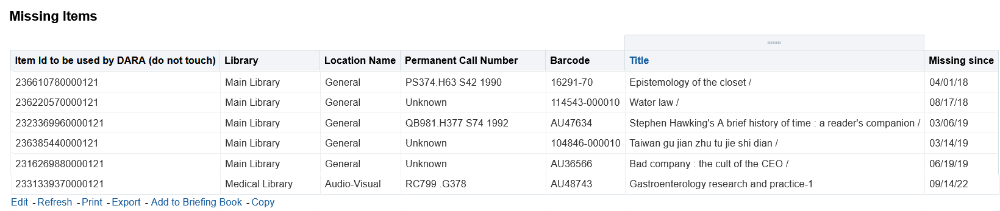 Missing Items
Item Id to be used by DARA (do not touch) Library Location Name Permanent Call Number Barcode Title Missing since
236610780000121 Main Library General PS374.H63 S42 1990 16291-70 Epistemology of the closet / 04/01/18
236220570000121 Main Library General Unknown 114543-000010 Water law / 08/17/18
2323369960000121 Main Library General QB981.H377 S74 1992 AU47634 Stephen Hawking's A brief history of time : a reader's companion / 03/06/19
236385440000121 Main Library General Unknown 104846-000010 Taiwan gu jian zhu tu jie shi dian / 03/14/19
2316269880000121 Main Library General Unknown AU36566 Bad company : the cult of the CEO / 06/19/19
2331339370000121 Medical Library Audio-Visual RC799 .G378 AU48743 Gastroenterology research and practice-1 09/14/22
Edit - Refresh - Print - Export - Add to Briefing Book - Copy